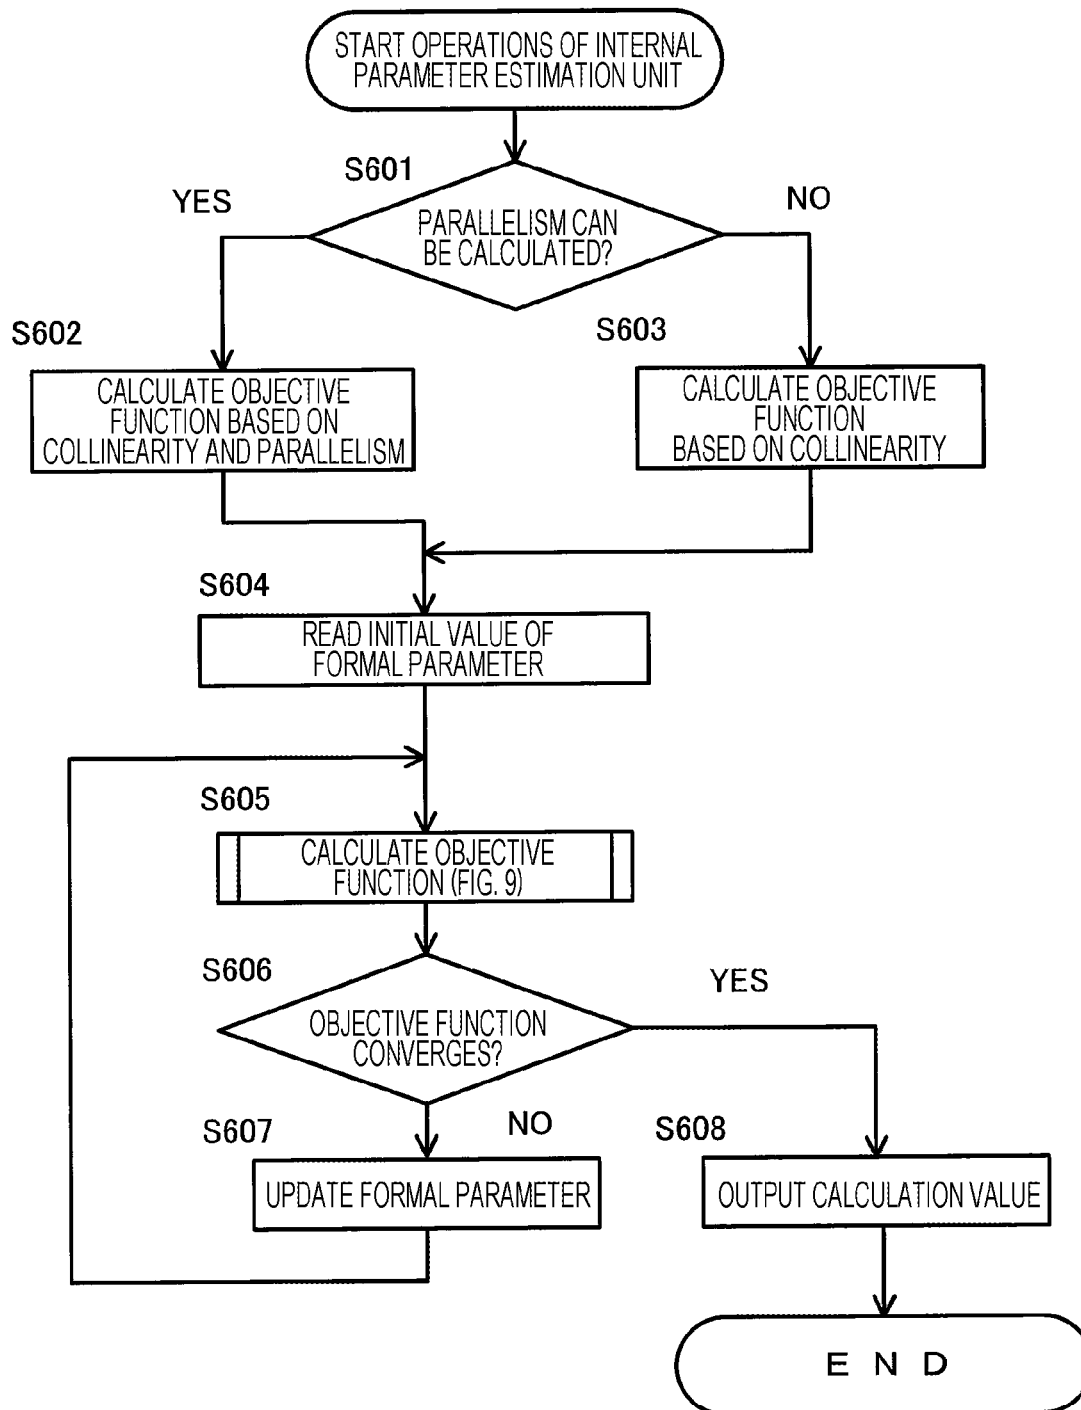 START OPERATIONS OF INTERNAL
PARAMETER ESTIMATION UNIT
S601
YES
NO
PARALLELISM CAN
BE CALCULATED?
S602
S603
CALCULATE OBJECTIVE
FUNCTION BASED ON
COLLINEARITY AND PARALLELISM
CALCULATE OBJECTIVE
FUNCTION
BASED ON COLLINEARITY
S604
READ INITIAL VALUE OF
FORMAL PARAMETER
S605
CALCULATE OBJECTIVE
FUNCTION (FIG. 9)
S606
YES
OBJECTIVE FUNCTION
CONVERGES?
S607
NO
S608
UPDATE FORMAL PARAMETER
OUTPUT CALCULATION VALUE
E N D